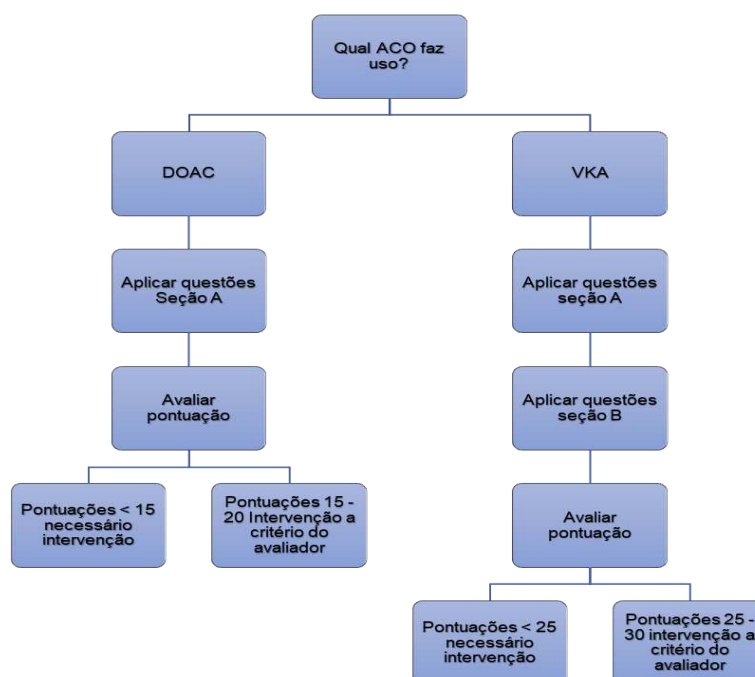 Qual ACO faz
uso?
DOAC
VKA
Aplicar questões
Seção A
Aplicar questões
seção A
Avaliar
pontuação
Aplicar questões
seção B
Pontuações < 15
necessário
intervenção
Pontuações 15 -
20 Intervenção a
critério do
avaliador
Avaliar
pontuação
Pontuações < 25
necessário
intervenção
Pontuações 25 -
30 intervenção a
critério do
avaliador